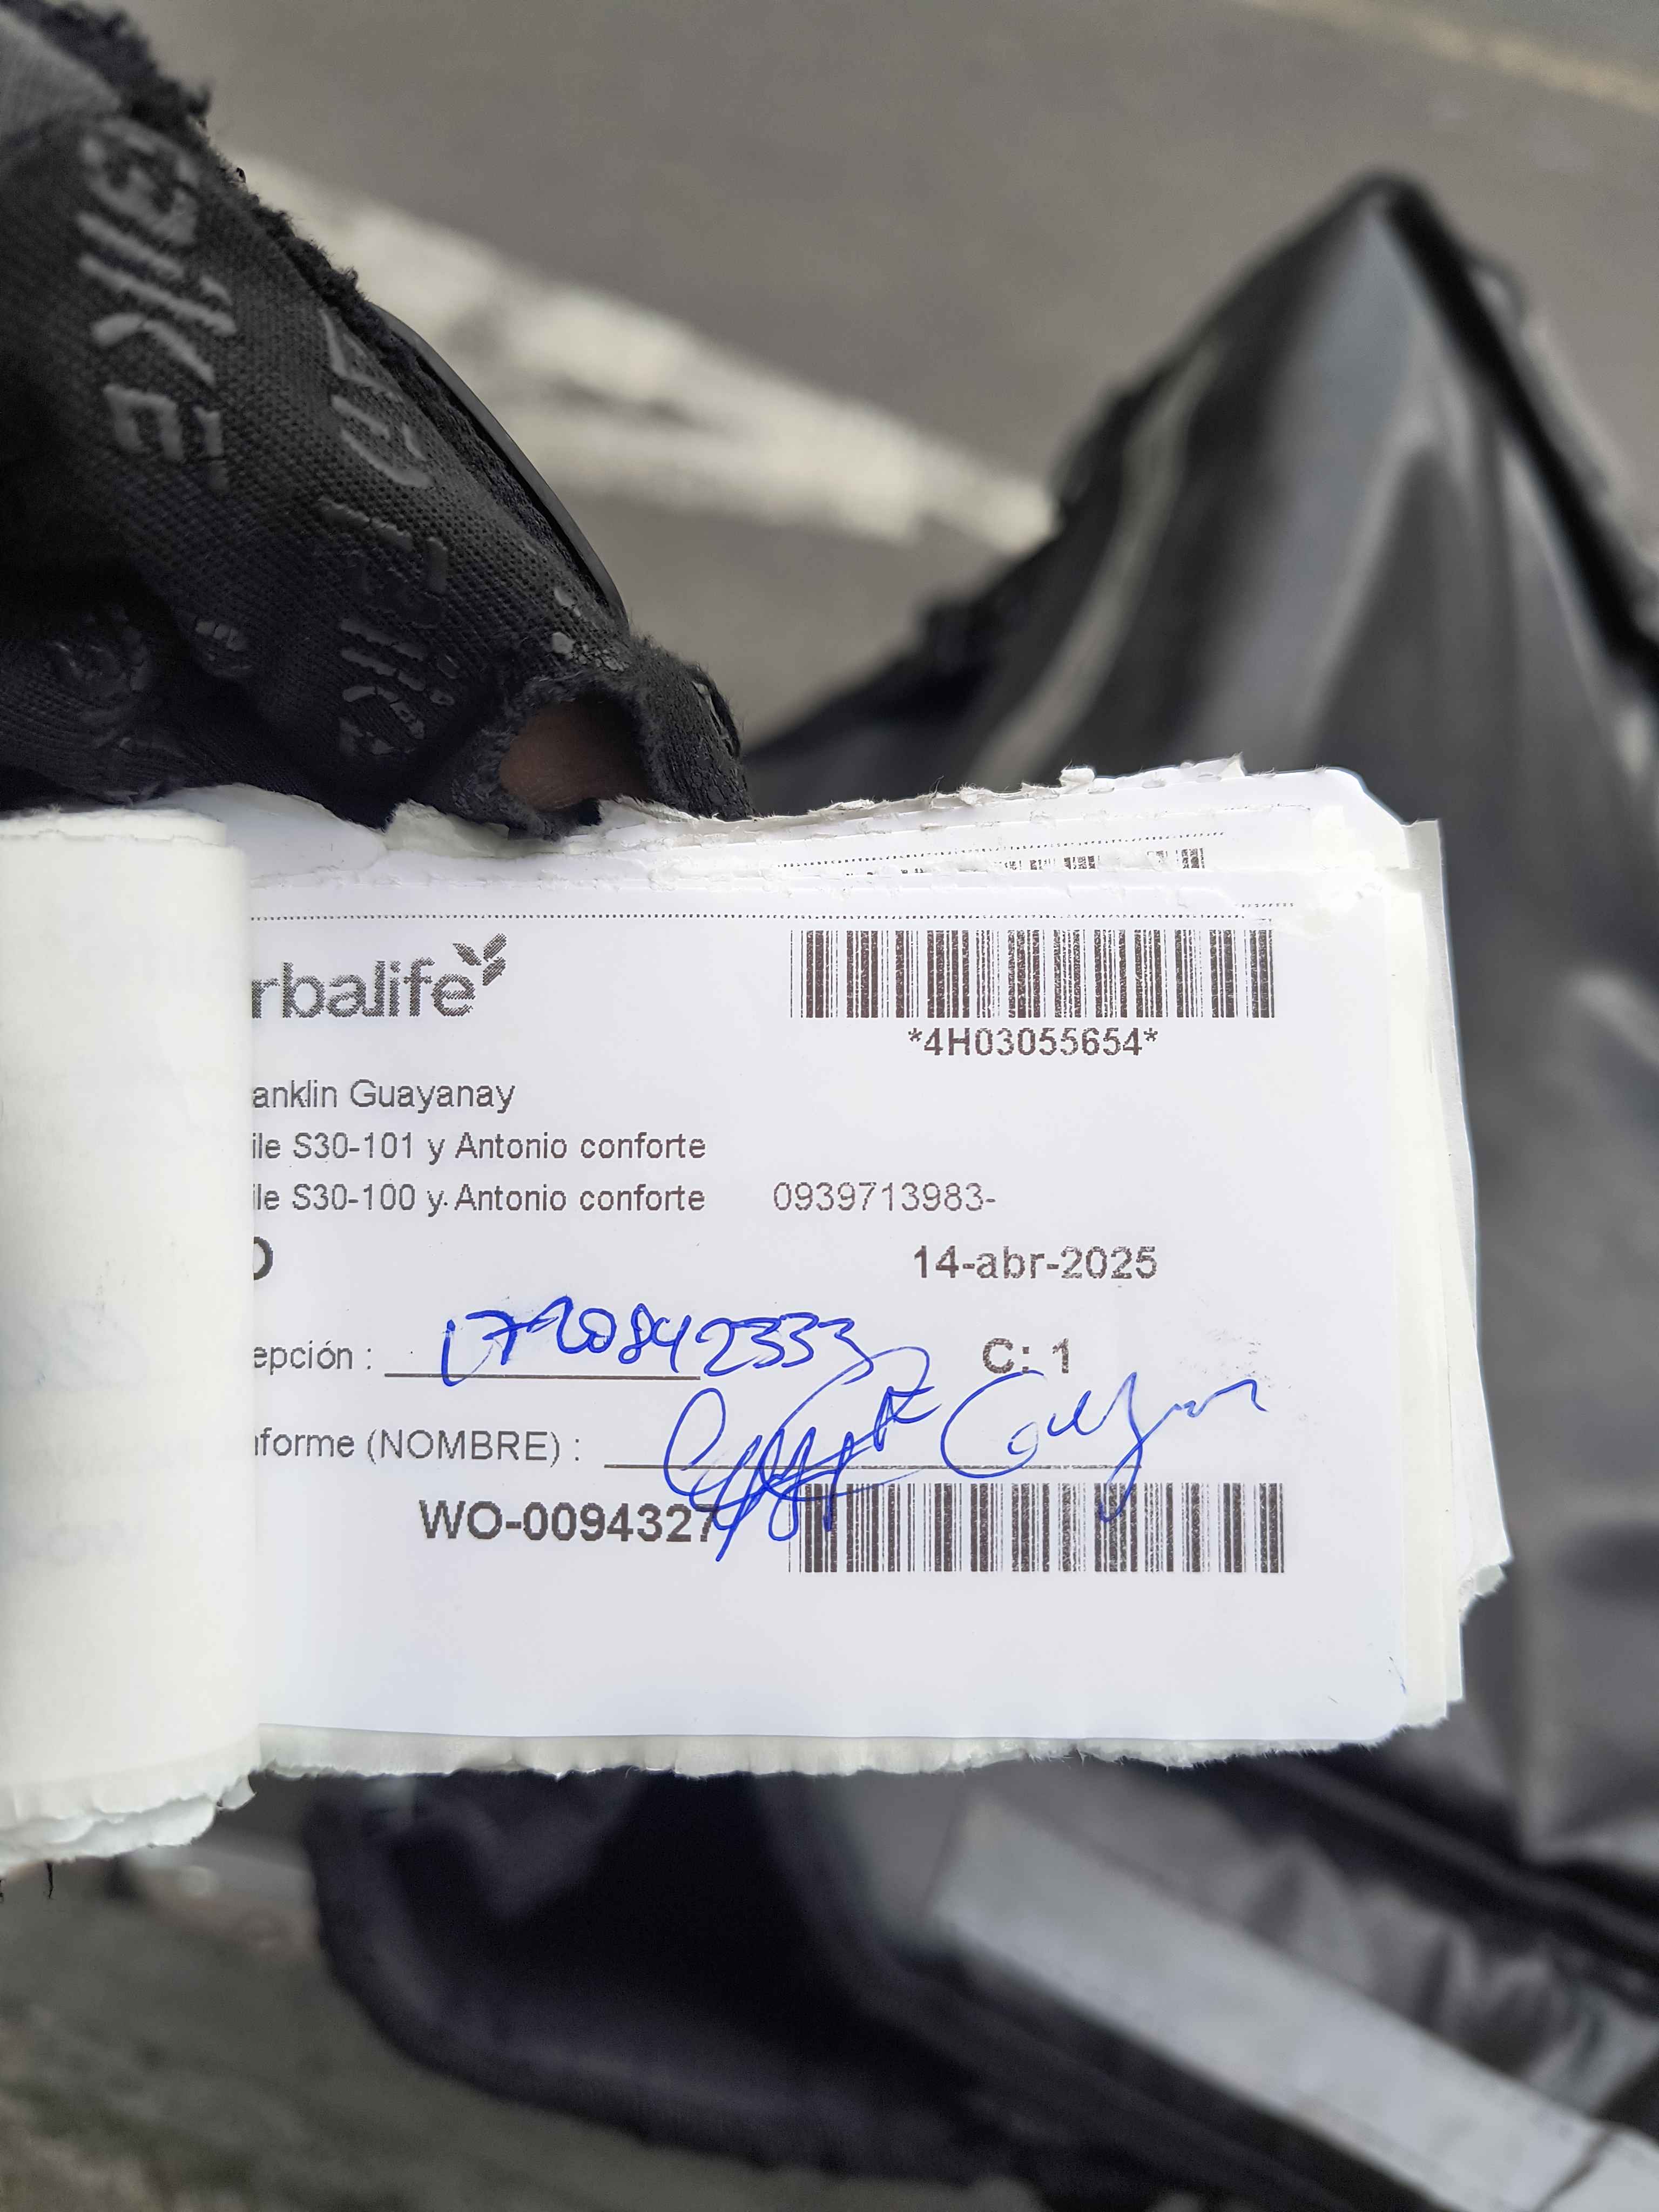 BIKE
rbalife
*4H03055654*
anklin Guayanay
ile S30-101 y Antonio conforte
ile S30-100 y Antonio conforte 0939713983-
O 14-abr-2025
epción : 1720842333 C: 1
nforme (NOMBRE) :
WO-0094327